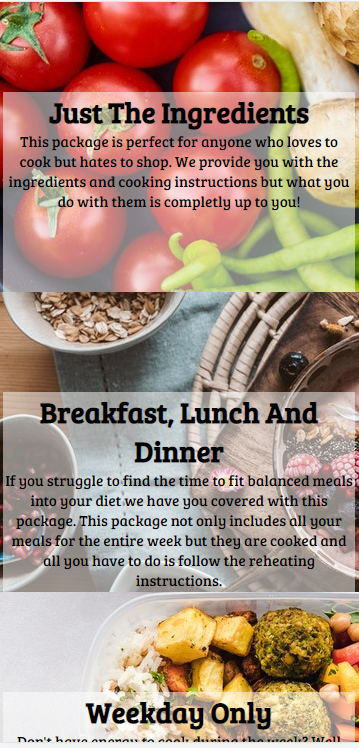 Just The Ingredients
This package is perfect for anyone who loves to
cook but hates to shop. We provide you with the
ingredients and cooking instructions but what you
do with them is completly up to you!
Breakfast, Lunch And
Dinner
If you struggle to find the time to fit balanced meals
into your diet we have you covered with this
package. This package not only includes all your
meals for the entire week but they are cooked and
all you have to do is follow the reheating
instructions.
Weekday Only
Don't have energy to cook during the week? Well